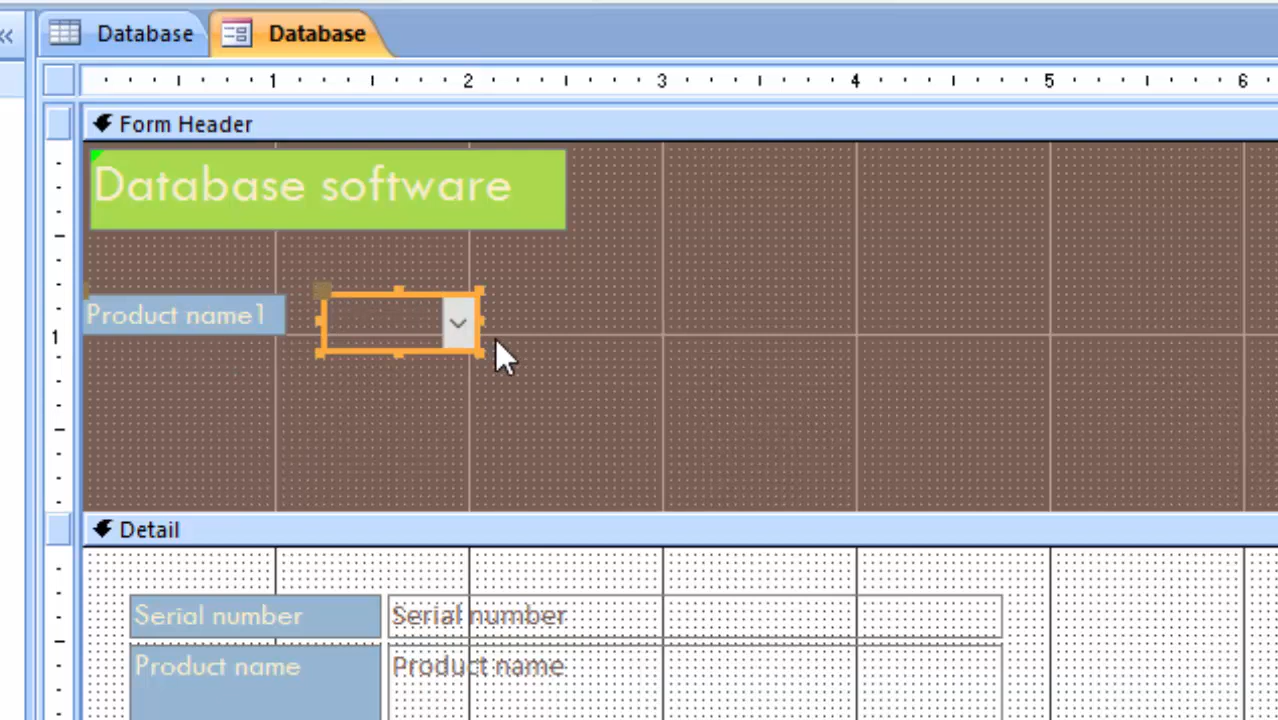 Database Database
1 2 3 4 5 6
Form Header
Database software
Product name1
1
Detail
Serial number Serial number
Product name Product name